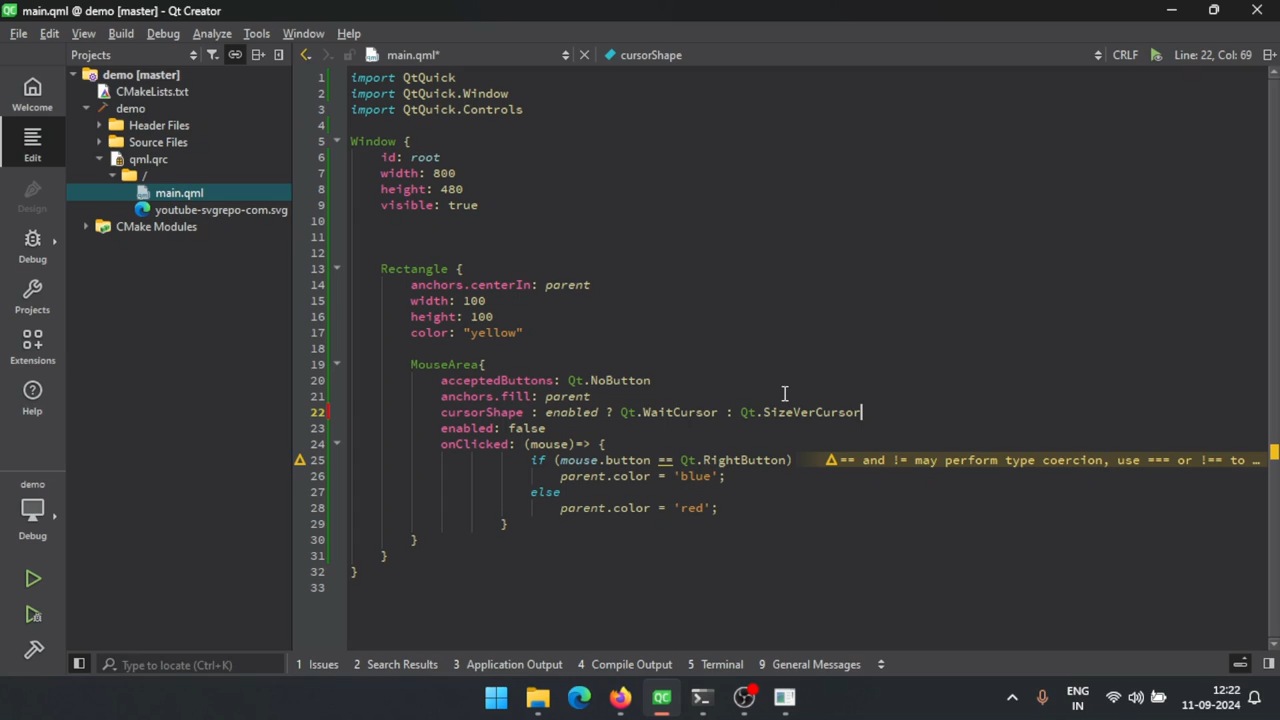 QC main.qml @ demo [master] - Qt Creator
File Edit View Build Debug Analyze Tools Window Help
Projects main.qml* cursorShape CRLF Line: 22, Col: 69
Welcome
Edit
Design
Debug
Projects
Extensions
Help
demo
Debug
demo [master]
CMakeLists.txt
demo
Header Files
Source Files
qml.qrc
/
main.qml
youtube-svgrepo-com.svg
CMake Modules
1 import QtQuick
2 import QtQuick.Window
3 import QtQuick.Controls
4
5 Window {
6 id: root
7 width: 800
8 height: 480
9 visible: true
10
11
12
13 Rectangle {
14 anchors.centerIn: parent
15 width: 100
16 height: 100
17 color: "yellow"
18
19 MouseArea{
20 acceptedButtons: Qt.NoButton
21 anchors.fill: parent
22 cursorShape : enabled ? Qt.WaitCursor : Qt.SizeVerCursor
23 enabled: false
24 onClicked: (mouse)=> {
25 if (mouse.button == Qt.RightButton) == and != may perform type coercion, use === or !== to …
26 parent.color = 'blue';
27 else
28 parent.color = 'red';
29 }
30 }
31 }
32 }
33
Type to locate (Ctrl+K) 1 Issues 2 Search Results 3 Application Output 4 Compile Output 5 Terminal 9 General Messages
QC ENG
IN
12:22
11-09-2024